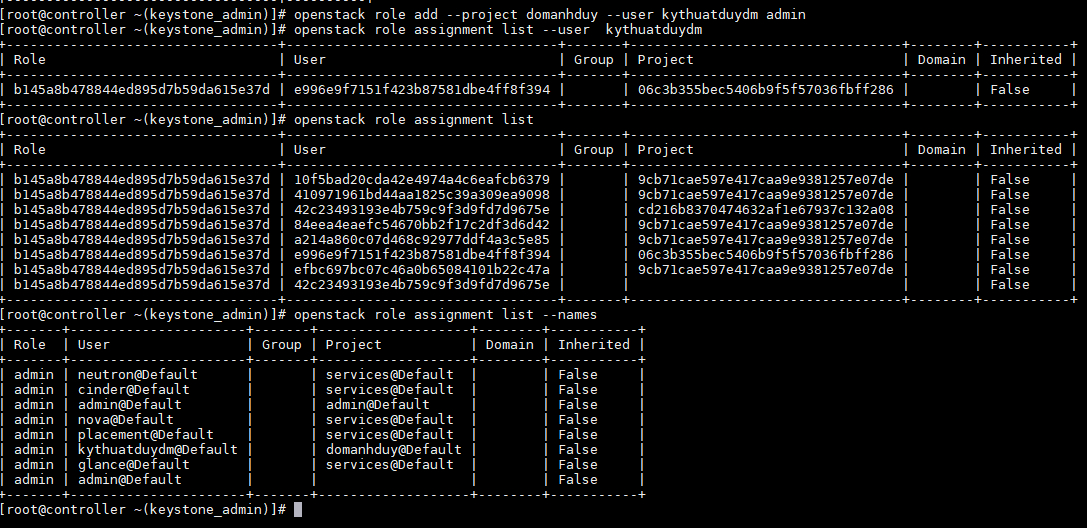 [root@controller ~(keystone_admin)]# openstack role add --project domanhduy --user kythuatduydm admin
[root@controller ~(keystone_admin)]# openstack role assignment list --user  kythuatduydm
| Role | User | Group | Project | Domain | Inherited |
| b145a8b478844ed895d7b59da615e37d | e996e9f7151f423b87581dbe4ff8f394 | | 06c3b355bec5406b9f5f57036fbff286 | | False |
[root@controller ~(keystone_admin)]# openstack role assignment list
| Role | User | Group | Project | Domain | Inherited |
| b145a8b478844ed895d7b59da615e37d | 10f5bad20cda42e4974a4c6eafcb6379 | | 9cb71cae597e417caa9e9381257e07de | | False |
| b145a8b478844ed895d7b59da615e37d | 410971961bd44aa1825c39a309ea9098 | | 9cb71cae597e417caa9e9381257e07de | | False |
| b145a8b478844ed895d7b59da615e37d | 42c23493193e4b759c9f3d9fd7d9675e | | cd216b8370474632af1e67937c132a08 | | False |
| b145a8b478844ed895d7b59da615e37d | 84eea4eaefc54670bb2f17c2df3d6d42 | | 9cb71cae597e417caa9e9381257e07de | | False |
| b145a8b478844ed895d7b59da615e37d | a214a860c07d468c92977ddf4a3c5e85 | | 9cb71cae597e417caa9e9381257e07de | | False |
| b145a8b478844ed895d7b59da615e37d | e996e9f7151f423b87581dbe4ff8f394 | | 06c3b355bec5406b9f5f57036fbff286 | | False |
| b145a8b478844ed895d7b59da615e37d | efbc697bc07c46a0b65084101b22c47a | | 9cb71cae597e417caa9e9381257e07de | | False |
| b145a8b478844ed895d7b59da615e37d | 42c23493193e4b759c9f3d9fd7d9675e | | | | False |
[root@controller ~(keystone_admin)]# openstack role assignment list --names
| Role | User | Group | Project | Domain | Inherited |
| admin | neutron@Default | | services@Default | | False |
| admin | cinder@Default | | services@Default | | False |
| admin | admin@Default | | admin@Default | | False |
| admin | nova@Default | | services@Default | | False |
| admin | placement@Default | | services@Default | | False |
| admin | kythuatduydm@Default | | domanhduy@Default | | False |
| admin | glance@Default | | services@Default | | False |
| admin | admin@Default | | | | False |
[root@controller ~(keystone_admin)]#